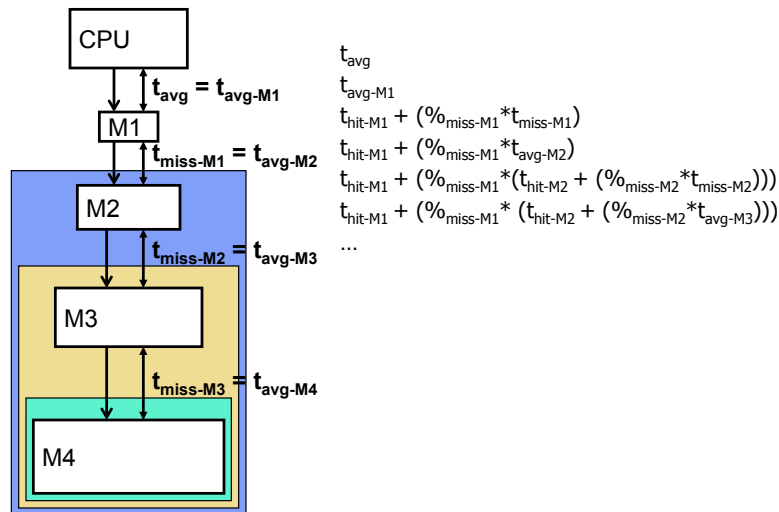 CPU
t_avg = t_avg-M1
M1
t_miss-M1 = t_avg-M2
M2
t_miss-M2 = t_avg-M3
M3
t_miss-M3 = t_avg-M4
M4
t_avg
t_avg-M1
t_hit-M1 + (%_miss-M1*t_miss-M1)
t_hit-M1 + (%_miss-M1*t_avg-M2)
t_hit-M1 + (%_miss-M1*(t_hit-M2 + (%_miss-M2*t_miss-M2)))
t_hit-M1 + (%_miss-M1* (t_hit-M2 + (%_miss-M2*t_avg-M3)))
...